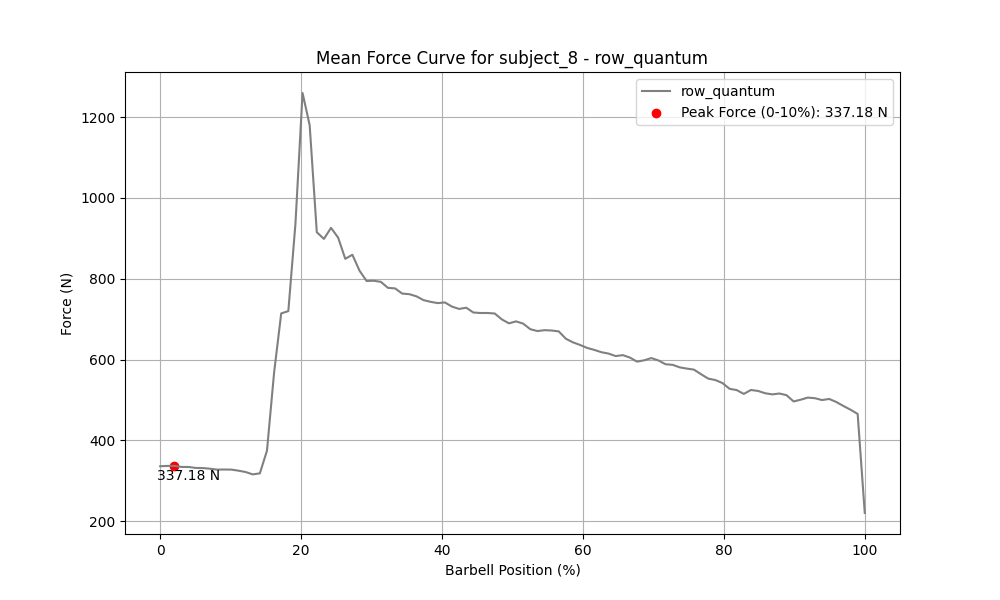 Mean Force Curve for subject_8 - row_quantum
row_quantum
Peak Force (0-10%): 337.18 N
1200
1000
800
600
400
200
Force (N)
337.18 N
0 20 40 60 80 100
Barbell Position (%)